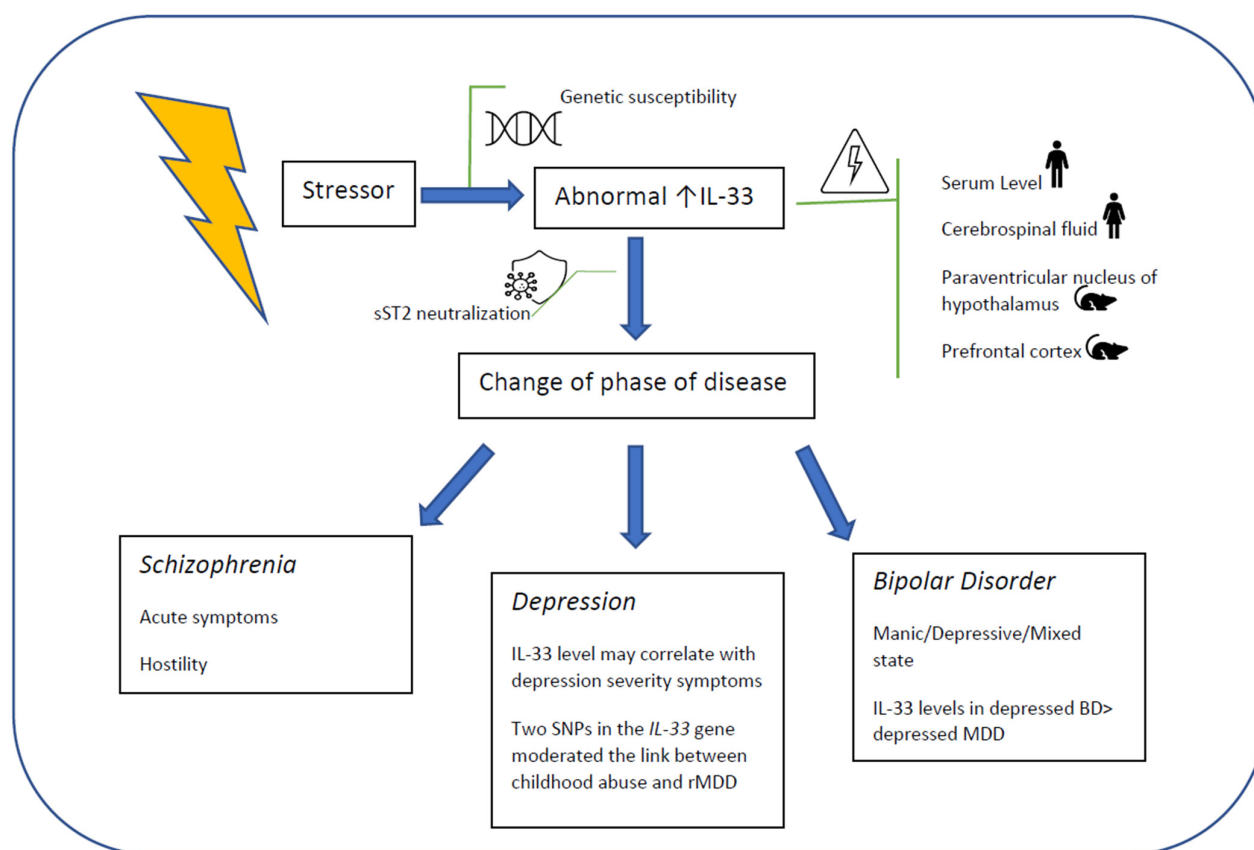 Genetic susceptibility
Stressor
Abnormal ↑IL-33
Serum Level
Cerebrospinal fluid
Paraventricular nucleus of
hypothalamus
Prefrontal cortex
sST2 neutralization
Change of phase of disease
Schizophrenia
Acute symptoms
Hostility
Depression
IL-33 level may correlate with
depression severity symptoms
Two SNPs in the IL-33 gene
moderated the link between
childhood abuse and rMDD
Bipolar Disorder
Manic/Depressive/Mixed
state
IL-33 levels in depressed BD>
depressed MDD